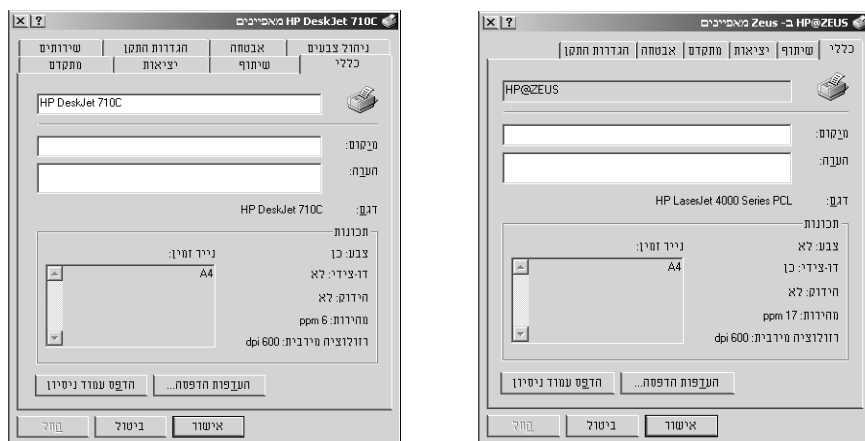 HP@ZEUS ב- Zeus מאפיינים
כללי שיתוף יציאות מתקדם אבטחה הגדרות התקן
HP@ZEUS
מיקום:
הערה:
דגם: HP LaserJet 4000 Series PCL
תכונות
צבע: לא
דו-צידי: כן
הידוק: לא
מהירות: 17 ppm
רזולוציה מירבית: 600 dpi
נייר זמין:
A4
העדפות הדפסה...
הדפס עמוד ניסיון
אישור
ביטול
החל
HP DeskJet 710C מאפיינים
ניהול צבעים אבטחה הגדרות התקן שירותים
כללי שיתוף יציאות מתקדם
HP DeskJet 710C
מיקום:
הערה:
דגם: HP DeskJet 710C
תכונות
צבע: כן
דו-צידי: לא
הידוק: לא
מהירות: 6 ppm
רזולוציה מירבית: 600 dpi
נייר זמין:
A4
העדפות הדפסה...
הדפס עמוד ניסיון
אישור
ביטול
החל